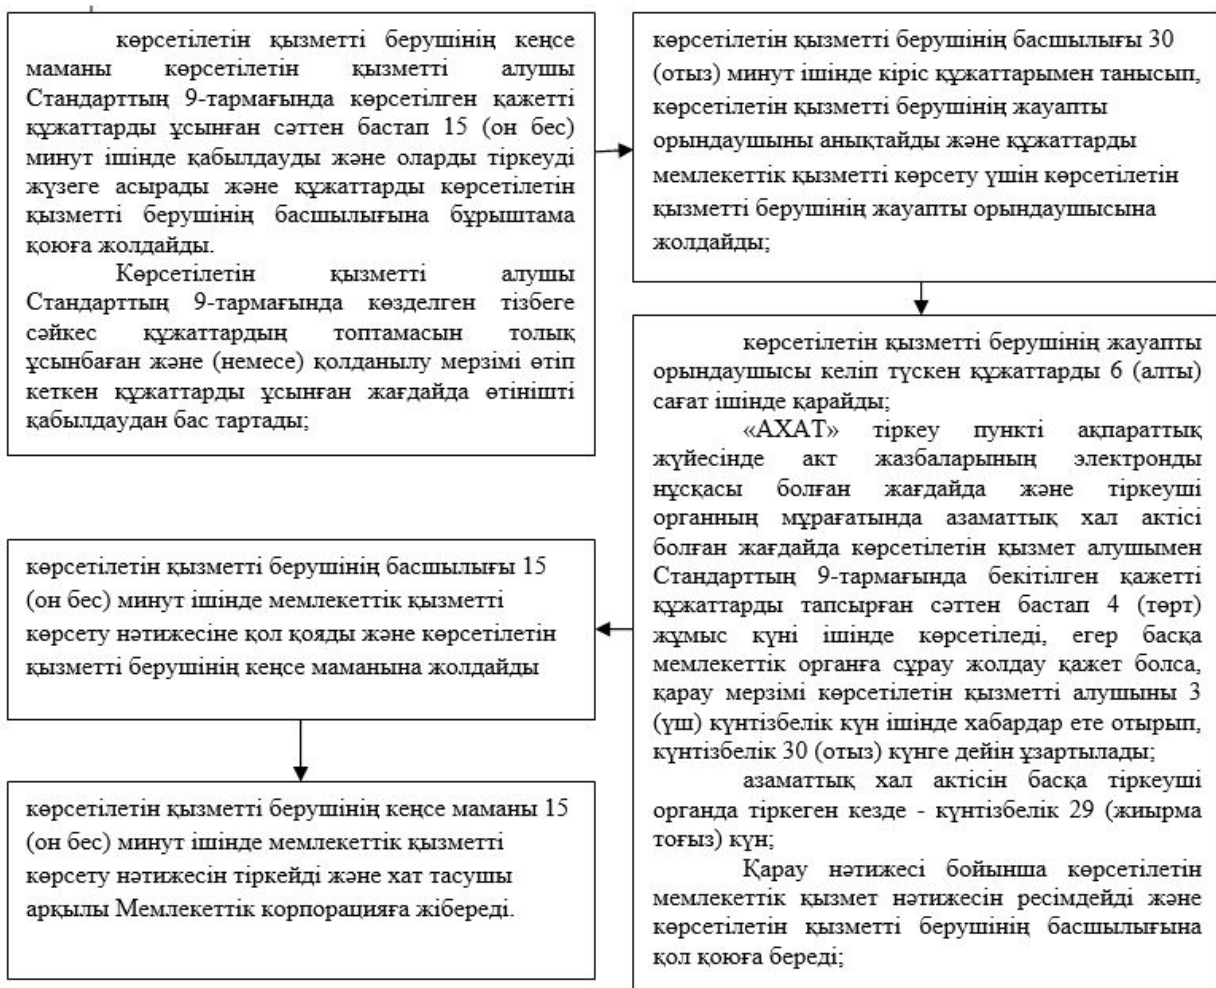 көрсетілетін қызметті берушінің кеңсе
маманы көрсетілетін қызметті алушы
Стандарттың 9-тармағында көрсетілген қажетті
құжаттарды ұсынған сәттен бастап 15 (он бес)
минут ішінде қабылдауды және оларды тіркеуді
жүзеге асырады және құжаттарды көрсетілетін
қызметті берушінің басшылығына бұрыштама
қоюға жолдайды.
Көрсетілетін қызметті алушы
Стандарттың 9-тармағында көзделген тізбеге
сәйкес құжаттардың топтамасын толық
ұсынбаған және (немесе) қолданылу мерзімі өтіп
кеткен құжаттарды ұсынған жағдайда өтінішті
қабылдаудан бас тартады;
көрсетілетін қызметті берушінің басшылығы 30
(отыз) минут ішінде кіріс құжаттарымен танысып,
көрсетілетін қызметті берушінің жауапты
орындаушыны анықтайды және құжаттарды
мемлекеттік қызметті көрсету үшін көрсетілетін
қызметті берушінің жауапты орындаушысына
жолдайды;
көрсетілетін қызметті берушінің жауапты
орындаушысы келіп түскен құжаттарды 6 (алты)
сағат ішінде қарайды;
«АХАТ» тіркеу пункті ақпараттық
жүйесінде акт жазбаларының электронды
нұсқасы болған жағдайда және тіркеуші
органның мұрағатында азаматтық хал актісі
болған жағдайда көрсетілетін қызмет алушымен
Стандарттың 9-тармағында бекітілген қажетті
құжаттарды тапсырған сәттен бастап 4 (төрт)
жұмыс күні ішінде көрсетіледі, егер басқа
мемлекеттік органға сұрау жолдау қажет болса,
қарау мерзімі көрсетілетін қызметті алушыны 3
(үш) күнтізбелік күн ішінде хабардар ете отырып,
күнтізбелік 30 (отыз) күнге дейін ұзартылады;
азаматтық хал актісін басқа тіркеуші
органда тіркеген кезде - күнтізбелік 29 (жиырма
тоғыз) күн;
Қарау нәтижесі бойынша көрсетілетін
мемлекеттік қызмет нәтижесін ресімдейді және
көрсетілетін қызметті берушінің басшылығына
қол қоюға береді;
көрсетілетін қызметті берушінің басшылығы 15
(он бес) минут ішінде мемлекеттік қызметті
көрсету нәтижесіне қол қояды және көрсетілетін
қызметті берушінің кеңсе маманына жолдайды
көрсетілетін қызметті берушінің кеңсе маманы 15
(он бес) минут ішінде мемлекеттік қызметті
көрсету нәтижесін тіркейді және хат тасушы
арқылы Мемлекеттік корпорацияға жібереді.